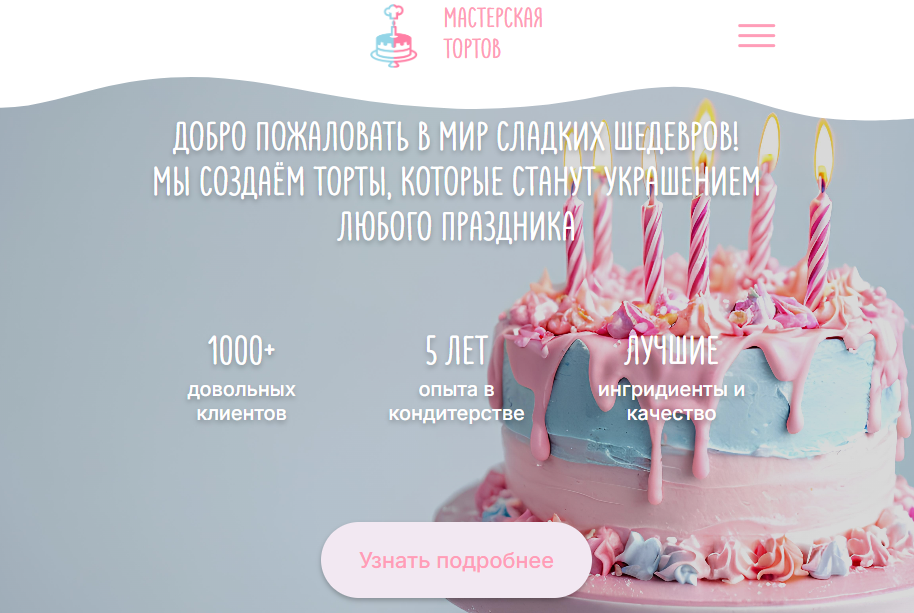 МАСТЕРСКАЯ
ТОРТОВ
ДОБРО ПОЖАЛОВАТЬ В МИР СЛАДКИХ ШЕДЕВРОВ!
МЫ СОЗДАЁМ ТОРТЫ, КОТОРЫЕ СТАНУТ УКРАШЕНИЕМ
ЛЮБОГО ПРАЗДНИКА
1000+
довольных
клиентов
5 ЛЕТ
опыта в
кондитерстве
ЛУЧШИЕ
ингридиенты и
качество
Узнать подробнее